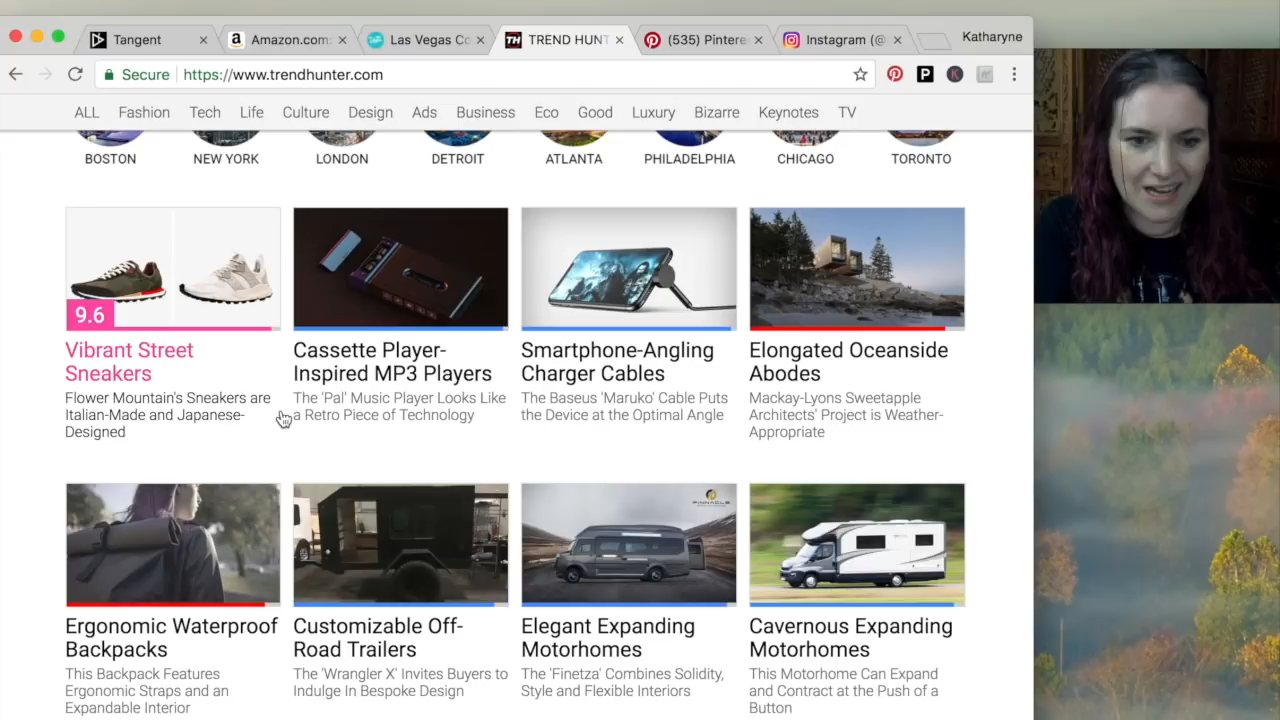 Tangent
Amazon.com:
Las Vegas Co
TREND HUNT
(535) Pintere
Instagram (@
Katharyne
Secure
https://www.trendhunter.com
ALL Fashion Tech Life Culture Design Ads Business Eco Good Luxury Bizarre Keynotes TV
BOSTON NEW YORK LONDON DETROIT ATLANTA PHILADELPHIA CHICAGO TORONTO
9.6
Vibrant Street
Sneakers
Flower Mountain's Sneakers are
Italian-Made and Japanese-
Designed
Cassette Player-
Inspired MP3 Players
The 'Pal' Music Player Looks Like
a Retro Piece of Technology
Smartphone-Angling
Charger Cables
The Baseus 'Maruko' Cable Puts
the Device at the Optimal Angle
Elongated Oceanside
Abodes
Mackay-Lyons Sweetapple
Architects' Project is Weather-
Appropriate
Ergonomic Waterproof
Backpacks
This Backpack Features
Ergonomic Straps and an
Expandable Interior
Customizable Off-
Road Trailers
The 'Wrangler X' Invites Buyers to
Indulge In Bespoke Design
PINNACLE
Elegant Expanding
Motorhomes
The 'Finetza' Combines Solidity,
Style and Flexible Interiors
Cavernous Expanding
Motorhomes
This Motorhome Can Expand
and Contract at the Push of a
Button